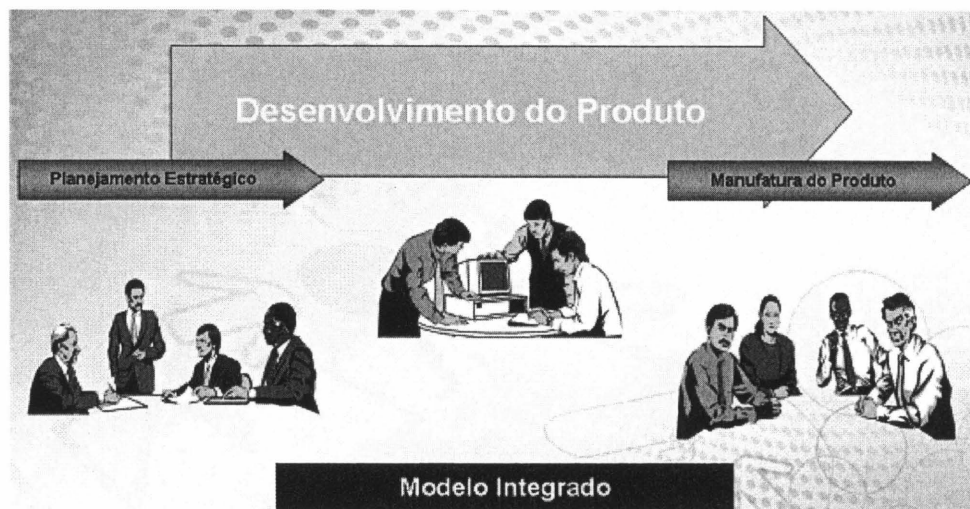 Desenvolvimento do Produto
Planejamento Estratégico
Manufatura do Produto
Modelo Integrado